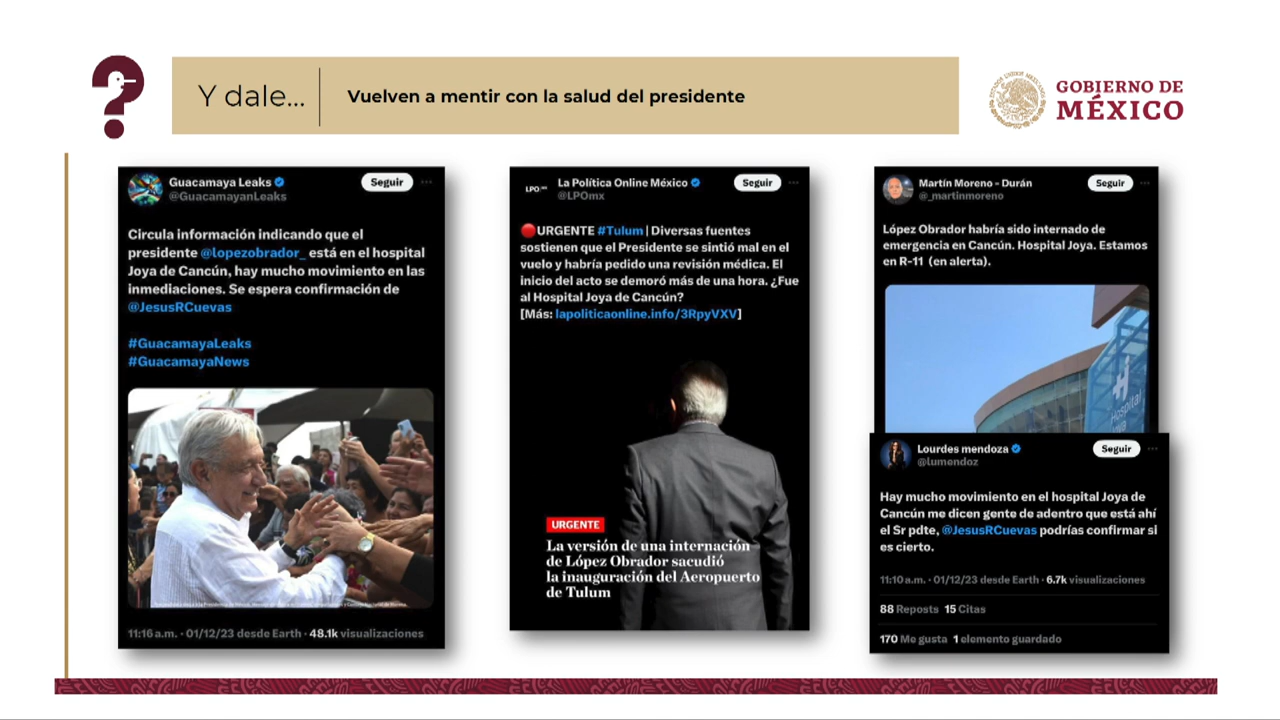 Y dale...
Vuelven a mentir con la salud del presidente
GOBIERNO DE
MÉXICO
Guacamaya Leaks
@GuacamayanLeaks
Seguir
Circula información indicando que el
presidente @lopezobrador_ está en el hospital
Joya de Cancún, hay mucho movimiento en las
inmediaciones. Se espera confirmación de
@JesusRCuevas
#GuacamayaLeaks
#GuacamayaNews
11:16 a.m. · 01/12/23 desde Earth · 48.1k visualizaciones
LPO
La Política Online México
@LPOmx
Seguir
URGENTE #Tulum | Diversas fuentes
sostienen que el Presidente se sintió mal en el
vuelo y habría pedido una revisión médica. El
inicio del acto se demoró más de una hora. ¿Fue
al Hospital Joya de Cancún?
[Más: lapoliticaonline.info/3RpyVXV]
URGENTE
La versión de una internación
de López Obrador sacudió
la inauguración del Aeropuerto
de Tulum
Martín Moreno - Durán
@_martinmoreno
Seguir
López Obrador habría sido internado de
emergencia en Cancún. Hospital Joya. Estamos
en R-11 (en alerta).
Hospital
Lourdes mendoza
@lumendoz
Seguir
Hay mucho movimiento en el hospital Joya de
Cancún me dicen gente de adentro que está ahí
el Sr pdte, @JesusRCuevas podrías confirmar si
es cierto.
11:10 a.m. · 01/12/23 desde Earth · 6.7k visualizaciones
88 Reposts 15 Citas
170 Me gusta 1 elemento guardado